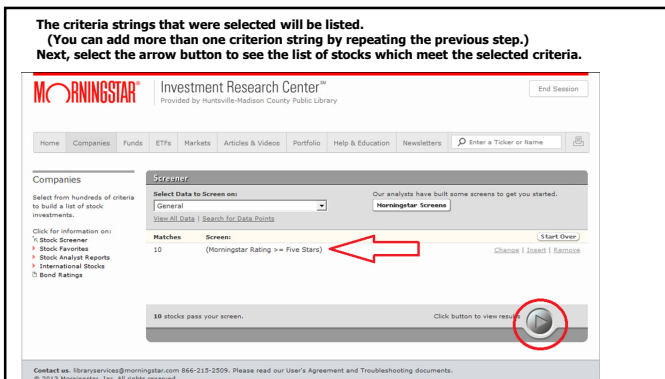 The criteria strings that were selected will be listed.
(You can add more than one criterion string by repeating the previous step.)
Next, select the arrow button to see the list of stocks which meet the selected criteria.
MORNINGSTAR® Investment Research Center℠
Provided by Huntsville-Madison County Public Library
End Session
Home Companies Funds ETFs Markets Articles & Videos Portfolio Help & Education Newsletters Enter a Ticker or Name
Companies
Select from hundreds of criteria
to build a list of stock
investments.
Click for information on:
Stock Screener
Stock Favorites
Stock Analyst Reports
International Stocks
Bond Ratings
Screener
Select Data to Screen on:
General
View All Data | Search for Data Points
Our analysts have built some screens to get you started.
Morningstar Screens
Matches Screen: Start Over
10 (Morningstar Rating >= Five Stars) Change | Insert | Remove
10 stocks pass your screen. Click button to view results
Contact us. libraryservices@morningstar.com 866-215-2509. Please read our User's Agreement and Troubleshooting documents.
© 2013 Morningstar, Inc. All rights reserved